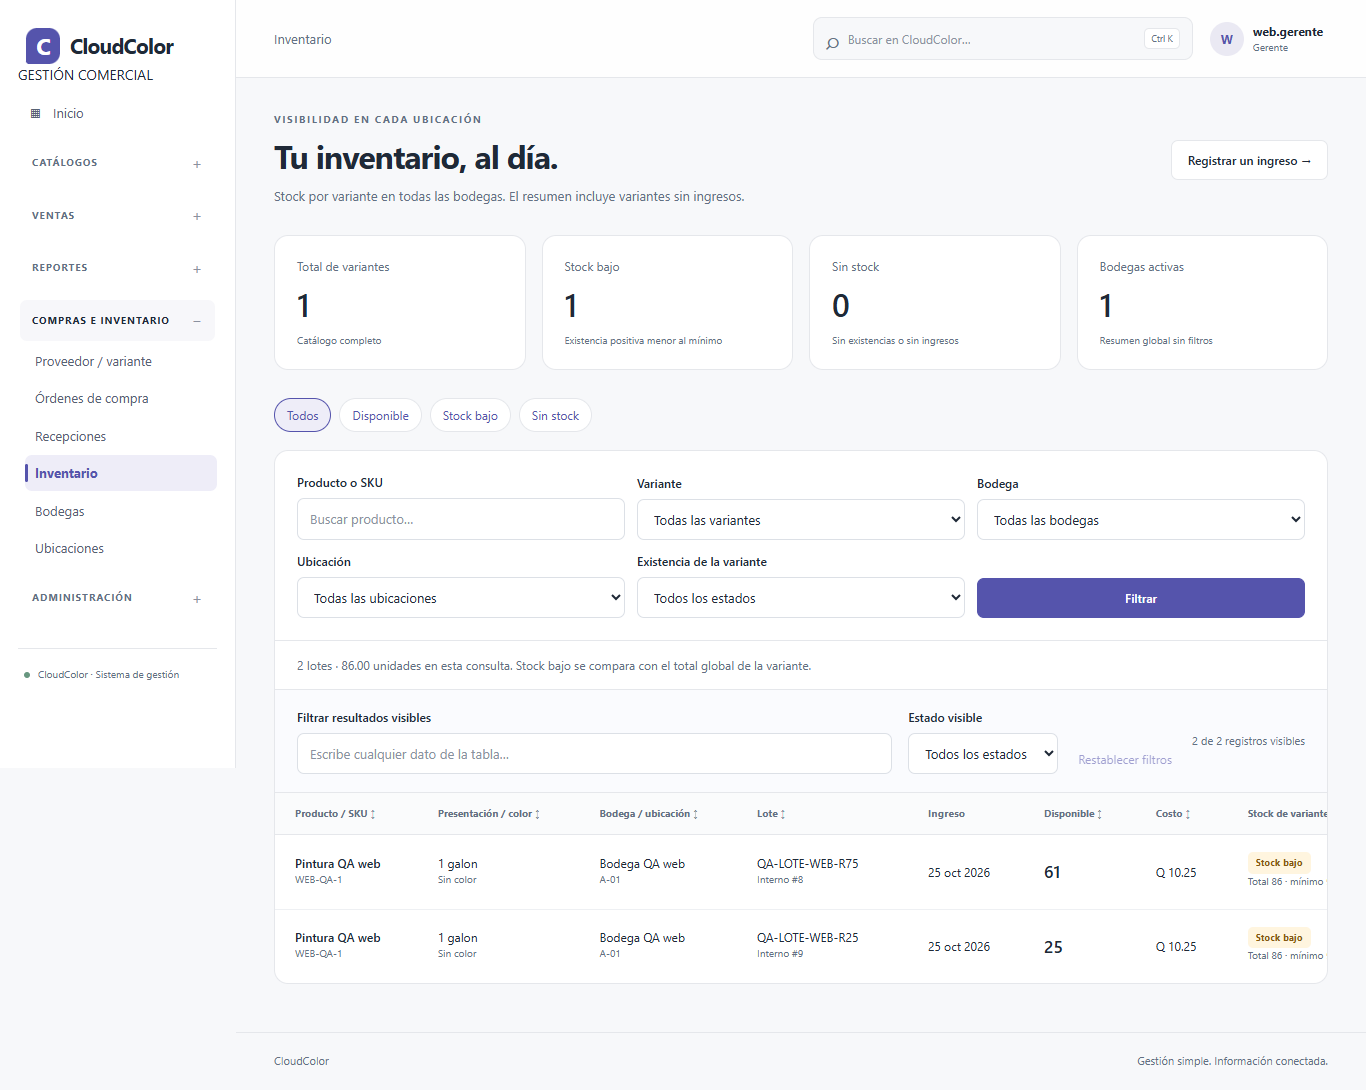 C CloudColor
GESTIÓN COMERCIAL
Inicio
CATÁLOGOS +
VENTAS +
REPORTES +
COMPRAS E INVENTARIO −
Proveedor / variante
Órdenes de compra
Recepciones
Inventario
Bodegas
Ubicaciones
ADMINISTRACIÓN +
CloudColor · Sistema de gestión
Inventario
Buscar en CloudColor...
Ctrl K
W
web.gerente
Gerente
VISIBILIDAD EN CADA UBICACIÓN
Tu inventario, al día.
Stock por variante en todas las bodegas. El resumen incluye variantes sin ingresos.
Registrar un ingreso →
Total de variantes
1
Catálogo completo
Stock bajo
1
Existencia positiva menor al mínimo
Sin stock
0
Sin existencias o sin ingresos
Bodegas activas
1
Resumen global sin filtros
Todos Disponible Stock bajo Sin stock
Producto o SKU
Buscar producto...
Variante
Todas las variantes
Bodega
Todas las bodegas
Ubicación
Todas las ubicaciones
Existencia de la variante
Todos los estados
Filtrar
2 lotes · 86.00 unidades en esta consulta. Stock bajo se compara con el total global de la variante.
Filtrar resultados visibles
Escribe cualquier dato de la tabla...
Estado visible
Todos los estados
Restablecer filtros
2 de 2 registros visibles
Producto / SKU ↕ Presentación / color ↕ Bodega / ubicación ↕ Lote ↕ Ingreso Disponible ↕ Costo ↕ Stock de variante
Pintura QA web 1 galon Bodega QA web QA-LOTE-WEB-R75 25 oct 2026 61 Q 10.25 Stock bajo
WEB-QA-1 Sin color A-01 Interno #8 Total 86 · mínimo
Pintura QA web 1 galon Bodega QA web QA-LOTE-WEB-R25 25 oct 2026 25 Q 10.25 Stock bajo
WEB-QA-1 Sin color A-01 Interno #9 Total 86 · mínimo
CloudColor
Gestión simple. Información conectada.